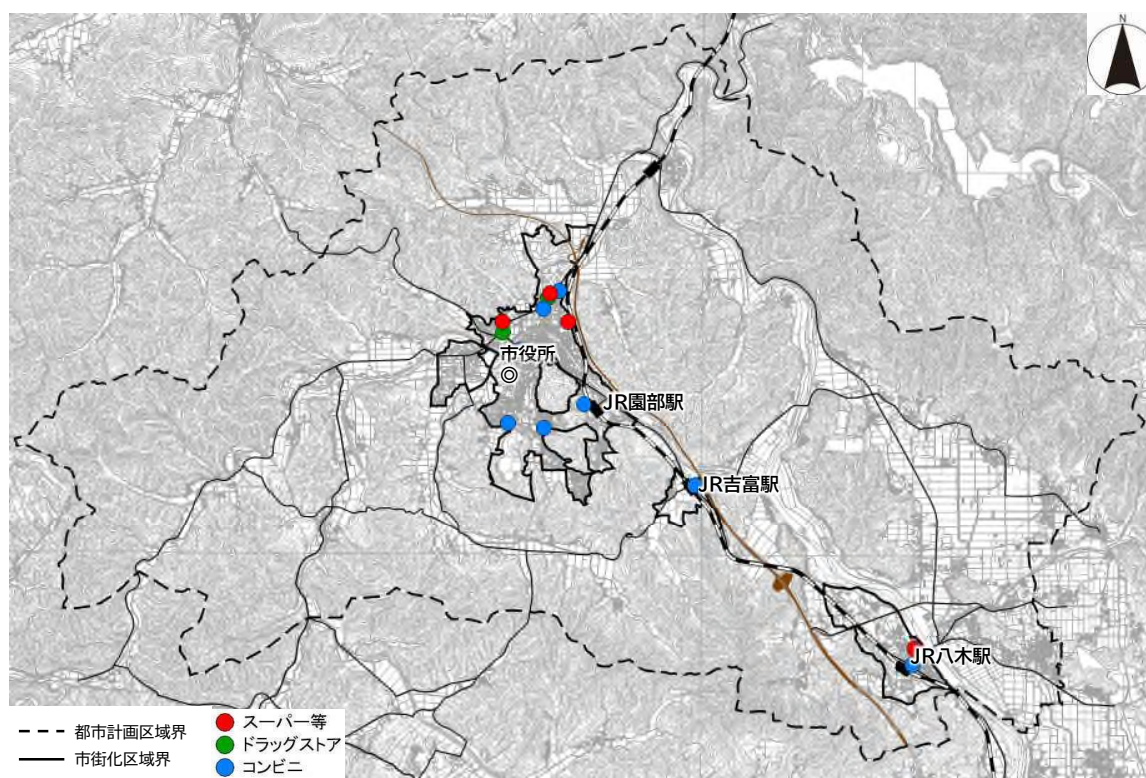 N
市役所
◎
JR園部駅
JR吉富駅
JR八木駅
都市計画区域界
市街化区域界
スーパー等
ドラッグストア
コンビニ